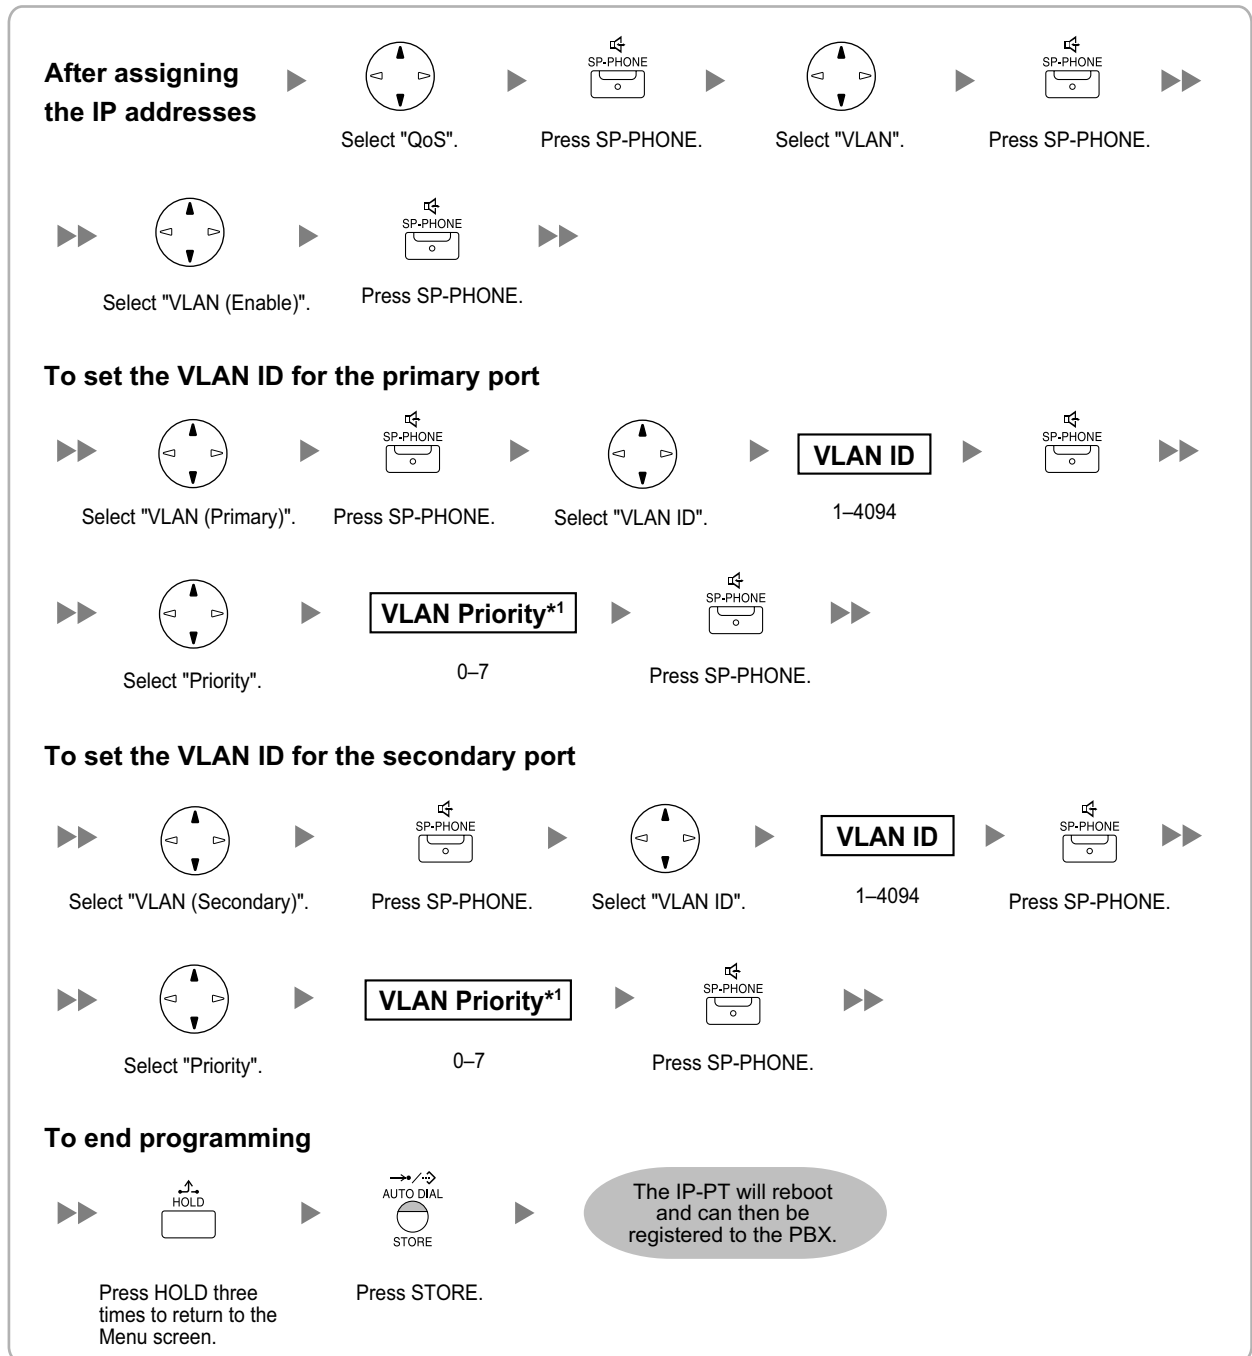 After assigning
the IP addresses
SP-PHONE
SP-PHONE
Select "QoS".
Press SP-PHONE.
Select "VLAN".
Press SP-PHONE.
SP-PHONE
Select "VLAN (Enable)".
Press SP-PHONE.
To set the VLAN ID for the primary port
SP-PHONE
VLAN ID
SP-PHONE
Select "VLAN (Primary)".
Press SP-PHONE.
Select "VLAN ID".
1–4094
VLAN Priority*1
SP-PHONE
Select "Priority".
0–7
Press SP-PHONE.
To set the VLAN ID for the secondary port
SP-PHONE
VLAN ID
SP-PHONE
Select "VLAN (Secondary)".
Press SP-PHONE.
Select "VLAN ID".
1–4094
Press SP-PHONE.
VLAN Priority*1
SP-PHONE
Select "Priority".
0–7
Press SP-PHONE.
To end programming
HOLD
AUTO DIAL
STORE
The IP-PT will reboot
and can then be
registered to the PBX.
Press HOLD three
times to return to the
Menu screen.
Press STORE.